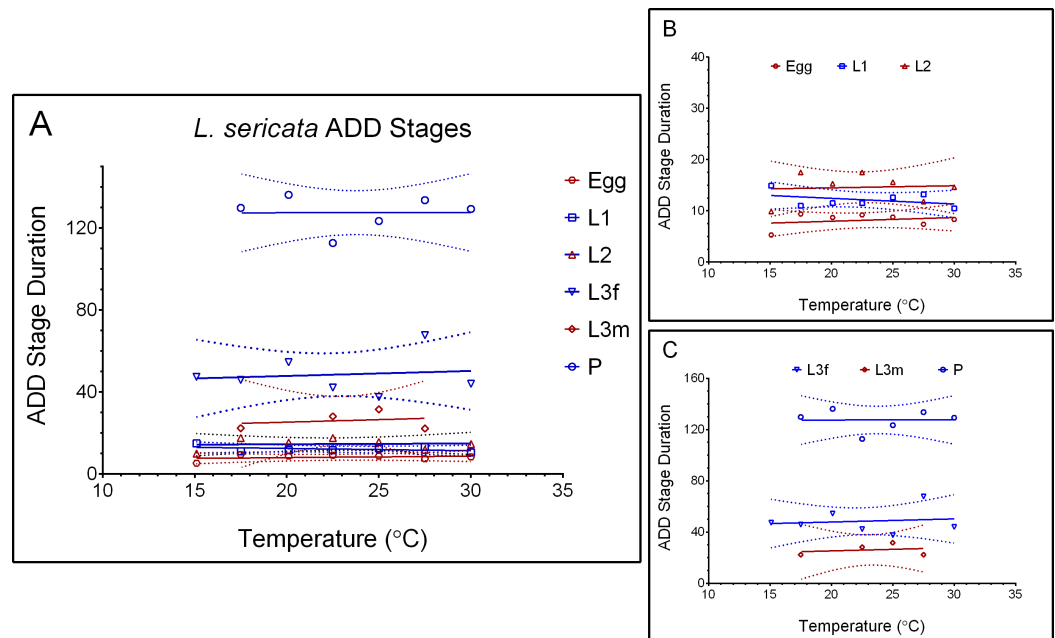 A
L. sericata ADD Stages
ADD Stage Duration
120
80
40
0
10 15 20 25 30 35
Temperature (°C)
Egg
L1
L2
L3f
L3m
P
B
Egg L1 L2
ADD Stage Duration
40
30
20
10
0
10 15 20 25 30 35
Temperature (°C)
C
L3f L3m P
ADD Stage Duration
160
120
80
40
0
10 15 20 25 30 35
Temperature (°C)